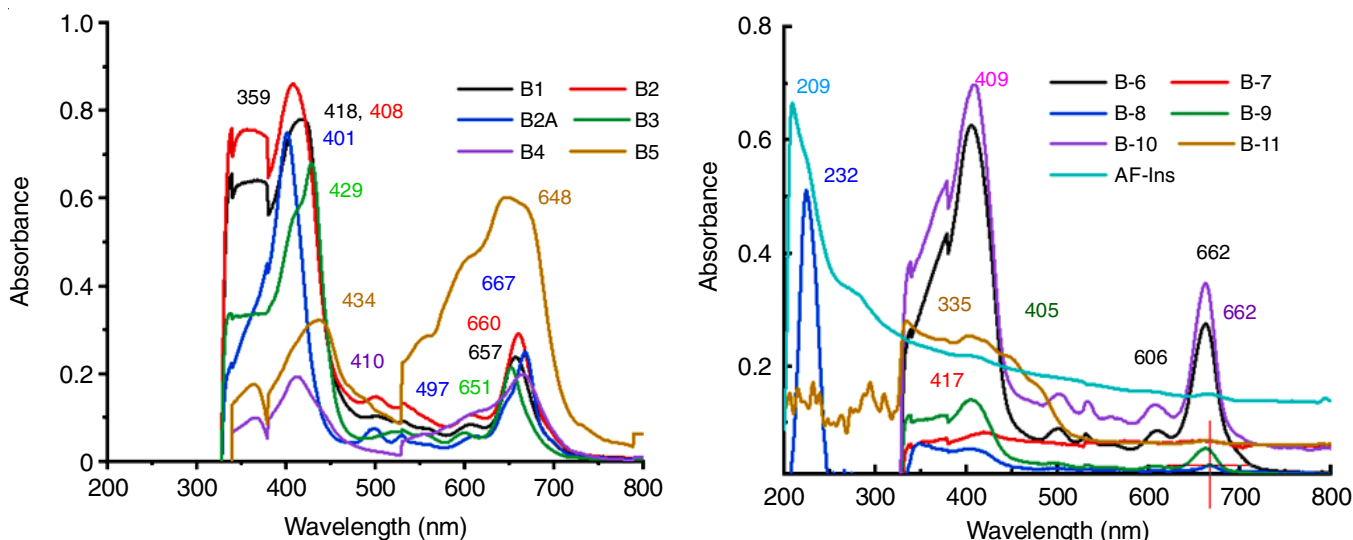 1.0
0.8
0.6
0.4
0.2
0
Absorbance
200 300 400 500 600 700 800
Wavelength (nm)
359
418, 408
401
429
434
410
497
648
667
660
657
651
B1 B2
B2A B3
B4 B5
0.8
0.6
0.4
0.2
Absorbance
200 300 400 500 600 700 800
Wavelength (nm)
209
232
409
335
405
417
662
662
606
B-6 B-7
B-8 B-9
B-10 B-11
AF-Ins